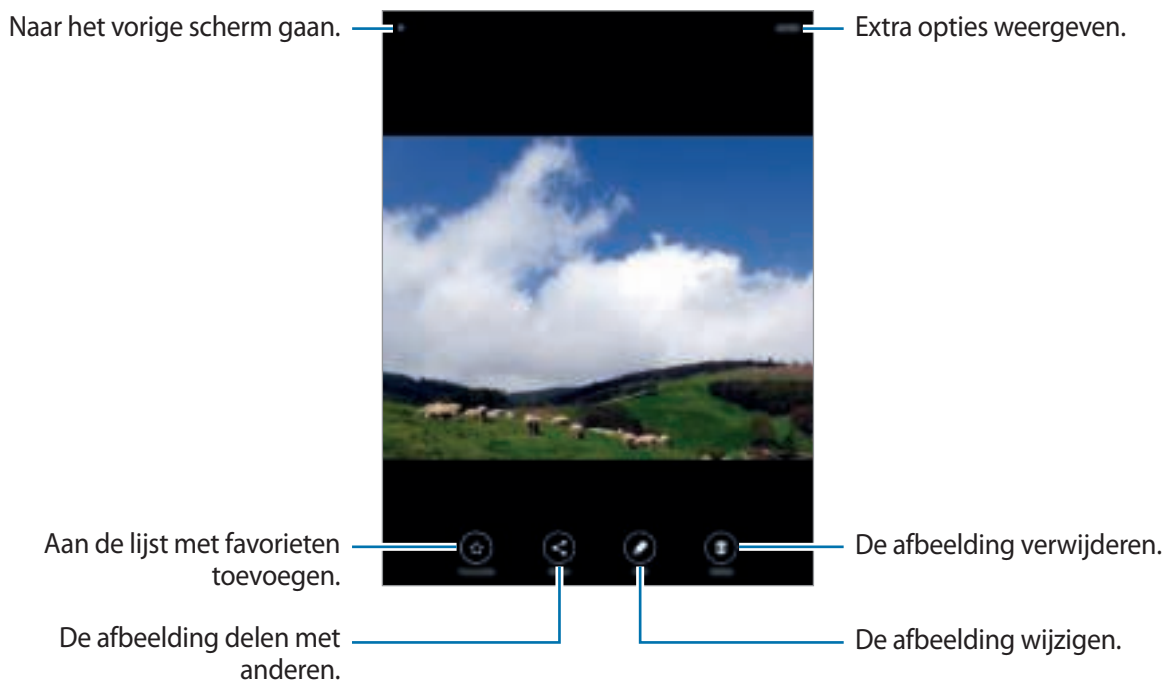 Naar het vorige scherm gaan.
Extra opties weergeven.
Aan de lijst met favorieten
toevoegen.
De afbeelding verwijderen.
De afbeelding delen met
anderen.
De afbeelding wijzigen.